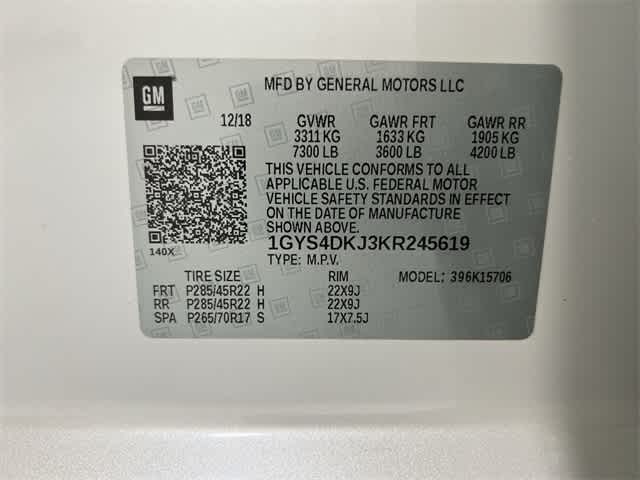 GM
MFD BY GENERAL MOTORS LLC
12/18 GVWR GAWR FRT GAWR RR
3311 KG 1633 KG 1905 KG
7300 LB 3600 LB 4200 LB
THIS VEHICLE CONFORMS TO ALL
APPLICABLE U.S. FEDERAL MOTOR
VEHICLE SAFETY STANDARDS IN EFFECT
ON THE DATE OF MANUFACTURE
SHOWN ABOVE.
1GYS4DKJ3KR245619
140X
TYPE: M.P.V.
TIRE SIZE RIM MODEL: 396K15706
FRT P285/45R22 H 22X9J
RR P285/45R22 H 22X9J
SPA P265/70R17 S 17X7.5J